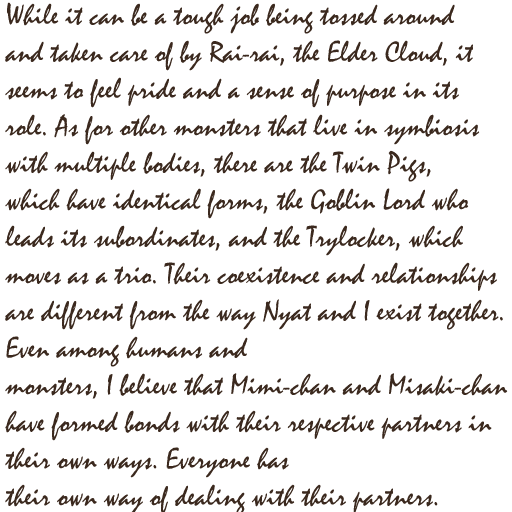 While it can be a tough job being tossed around
and taken care of by Rai-rai, the Elder Cloud, it
seems to feel pride and a sense of purpose in its
role. As for other monsters that live in symbiosis
with multiple bodies, there are the Twin Pigs,
which have identical forms, the Goblin Lord who
leads its subordinates, and the Trylocker, which
moves as a trio. Their coexistence and relationships
are different from the way Nyat and I exist together.
Even among humans and
monsters, I believe that Mimi-chan and Misaki-chan
have formed bonds with their respective partners in
their own ways. Everyone has
their own way of dealing with their partners.